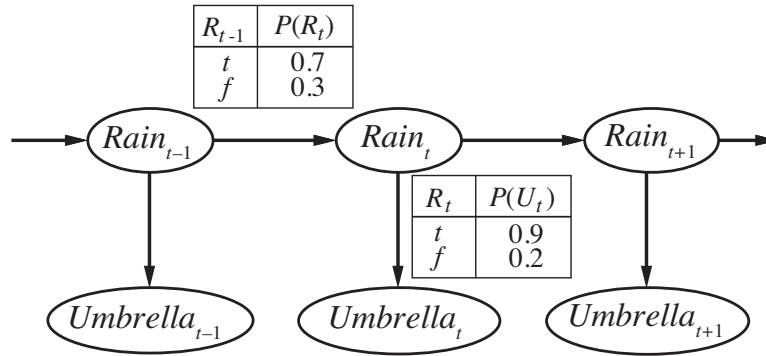 R_{t-1} P(R_t)
t 0.7
f 0.3
Rain_{t–1} Rain_t Rain_{t+1}
R_t P(U_t)
t 0.9
f 0.2
Umbrella_{t–1} Umbrella_t Umbrella_{t+1}